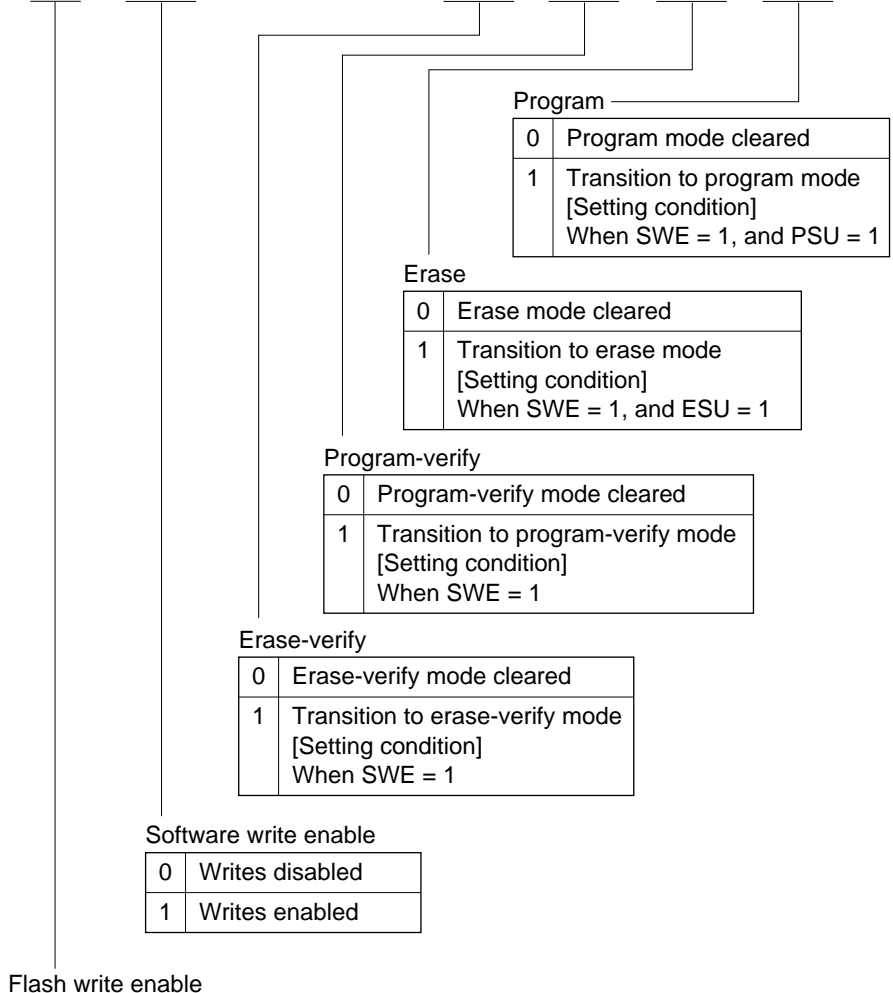 Program
0 Program mode cleared
1 Transition to program mode
[Setting condition]
When SWE = 1, and PSU = 1
Erase
0 Erase mode cleared
1 Transition to erase mode
[Setting condition]
When SWE = 1, and ESU = 1
Program-verify
0 Program-verify mode cleared
1 Transition to program-verify mode
[Setting condition]
When SWE = 1
Erase-verify
0 Erase-verify mode cleared
1 Transition to erase-verify mode
[Setting condition]
When SWE = 1
Software write enable
0 Writes disabled
1 Writes enabled
Flash write enable